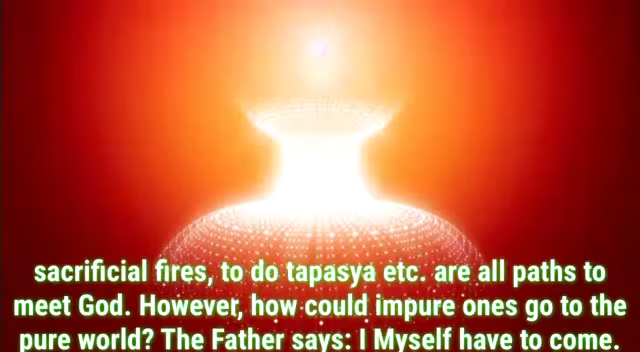 sacrificial fires, to do tapasya etc. are all paths to
meet God. However, how could impure ones go to the
pure world? The Father says: I Myself have to come.